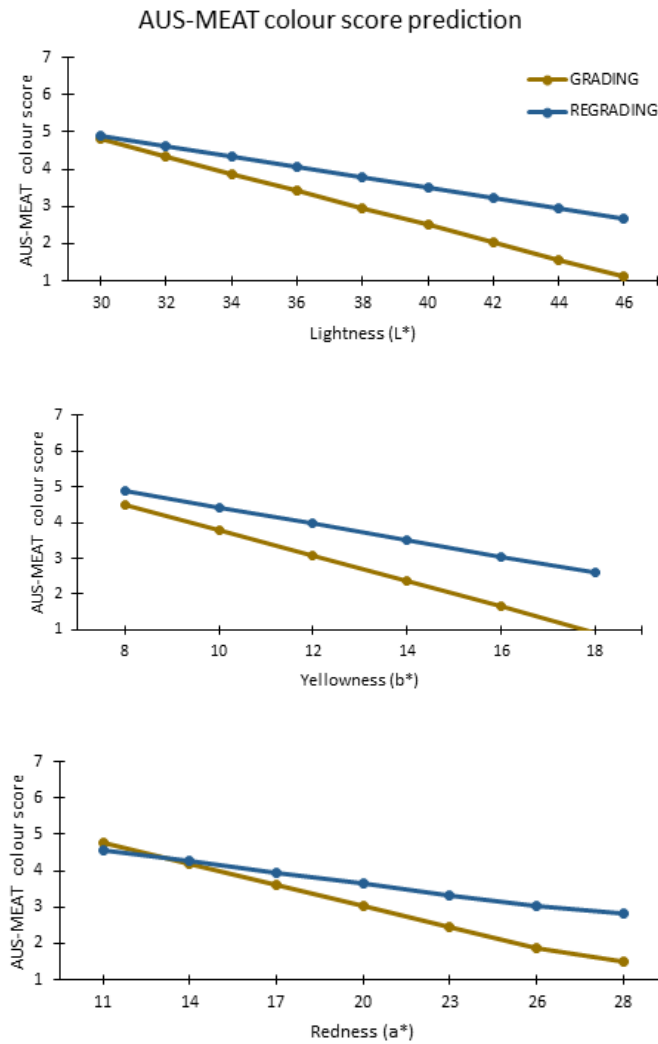 AUS-MEAT colour score prediction
7
6
5
4
3
2
1
AUS-MEAT colour score
GRADING
REGRADING
30 32 34 36 38 40 42 44 46
Lightness (L*)
7
6
5
4
3
2
1
AUS-MEAT colour score
8 10 12 14 16 18
Yellowness (b*)
7
6
5
4
3
2
1
AUS-MEAT colour score
11 14 17 20 23 26 28
Redness (a*)